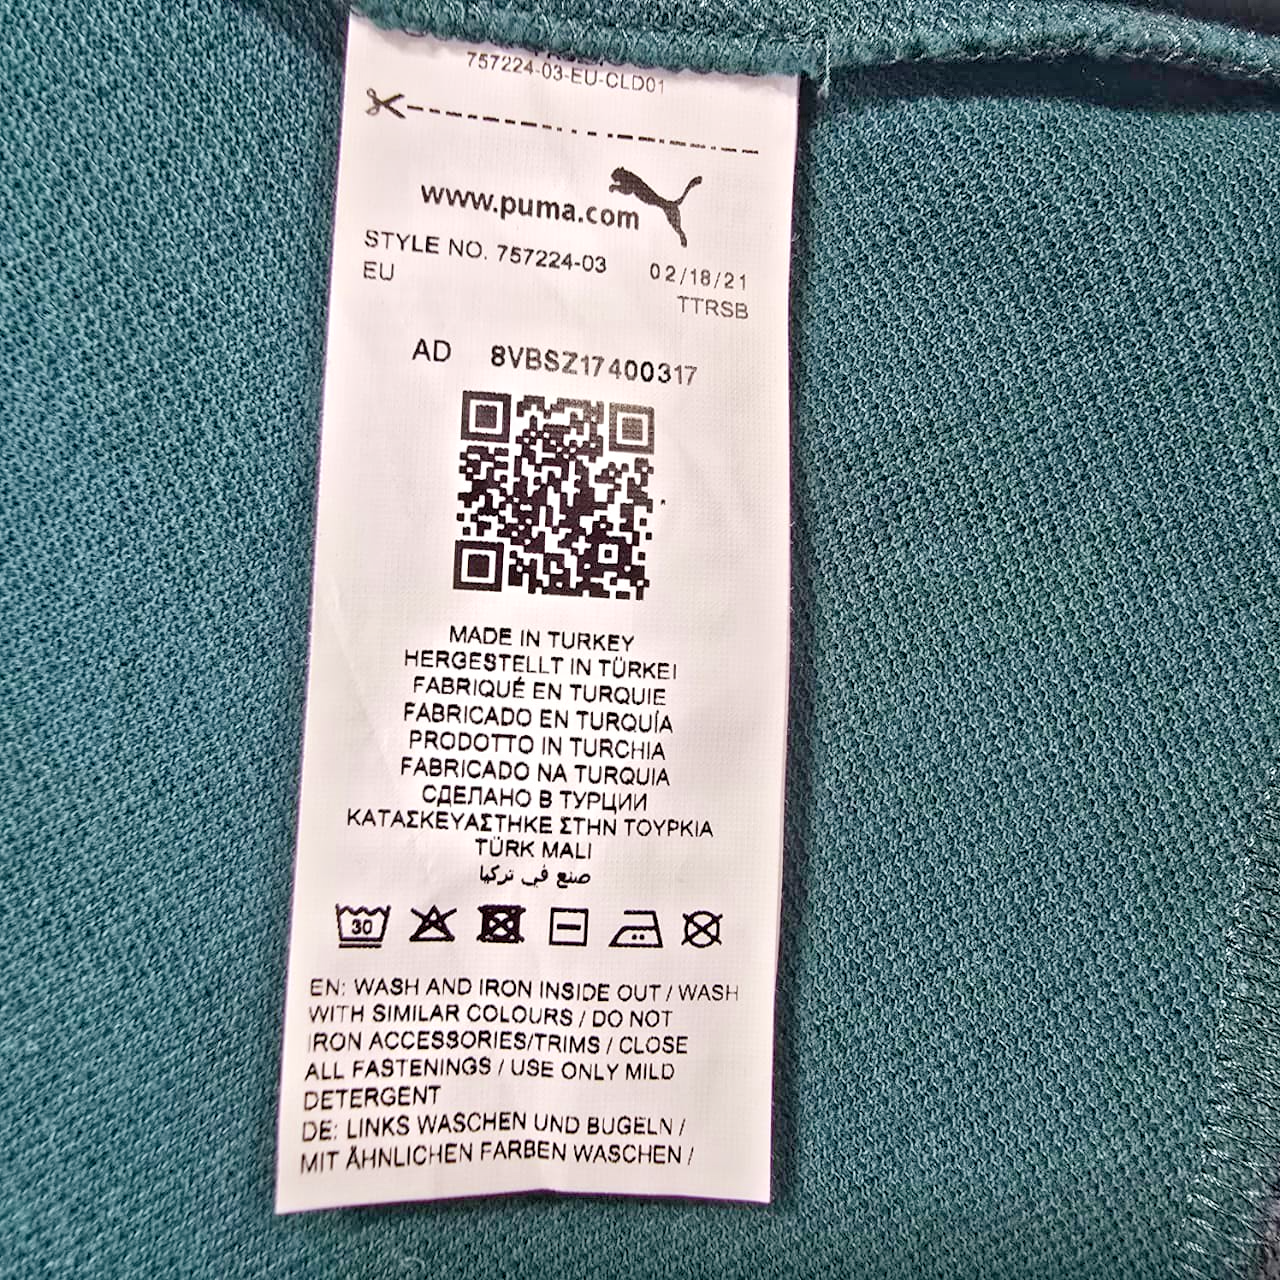 757224-03-EU-CLD01
www.puma.com
STYLE NO. 757224-03 02/18/21
EU TTRSB
AD 8VBSZ17400317
MADE IN TURKEY
HERGESTELLT IN TÜRKEI
FABRIQUÉ EN TURQUIE
FABRICADO EN TURQUÍA
PRODOTTO IN TURCHIA
FABRICADO NA TURQUIA
СДЕЛАНО В ТУРЦИИ
ΚΑΤΑΣΚΕΥΑΣΤΗΚΕ ΣΤΗΝ ΤΟΥΡΚΙΑ
TÜRK MALI
صنع في تركيا
30
EN: WASH AND IRON INSIDE OUT / WASH
WITH SIMILAR COLOURS / DO NOT
IRON ACCESSORIES/TRIMS / CLOSE
ALL FASTENINGS / USE ONLY MILD
DETERGENT
DE: LINKS WASCHEN UND BUGELN /
MIT ÄHNLICHEN FARBEN WASCHEN /